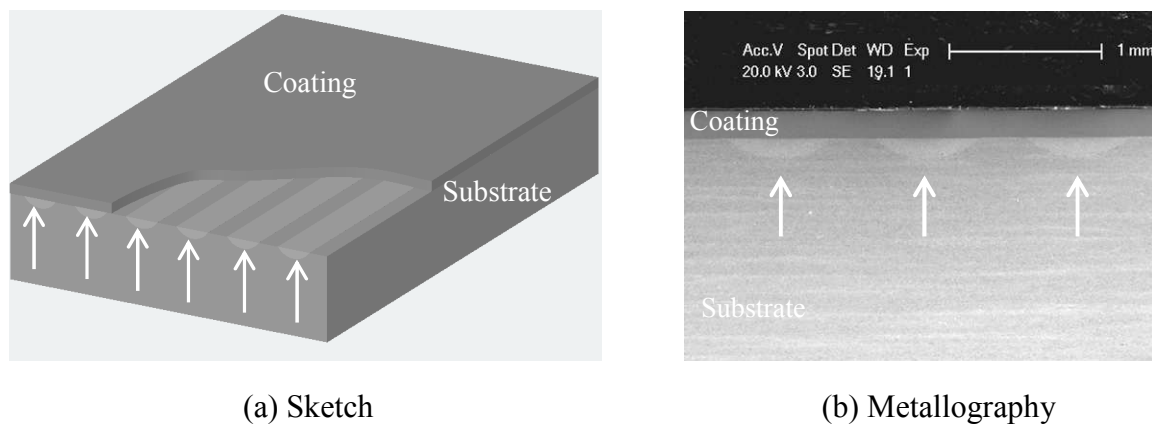 Coating
Substrate
(a) Sketch
Acc.V Spot Det WD Exp 1 mm
20.0 kV 3.0 SE 19.1 1
Coating
Substrate
(b) Metallography